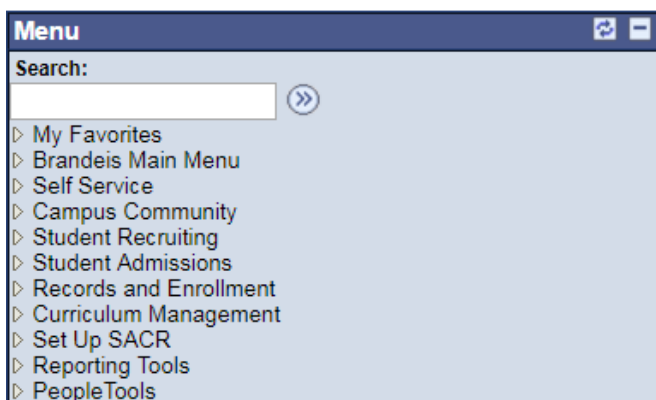 Menu
Search:
My Favorites
Brandeis Main Menu
Self Service
Campus Community
Student Recruiting
Student Admissions
Records and Enrollment
Curriculum Management
Set Up SACR
Reporting Tools
PeopleTools